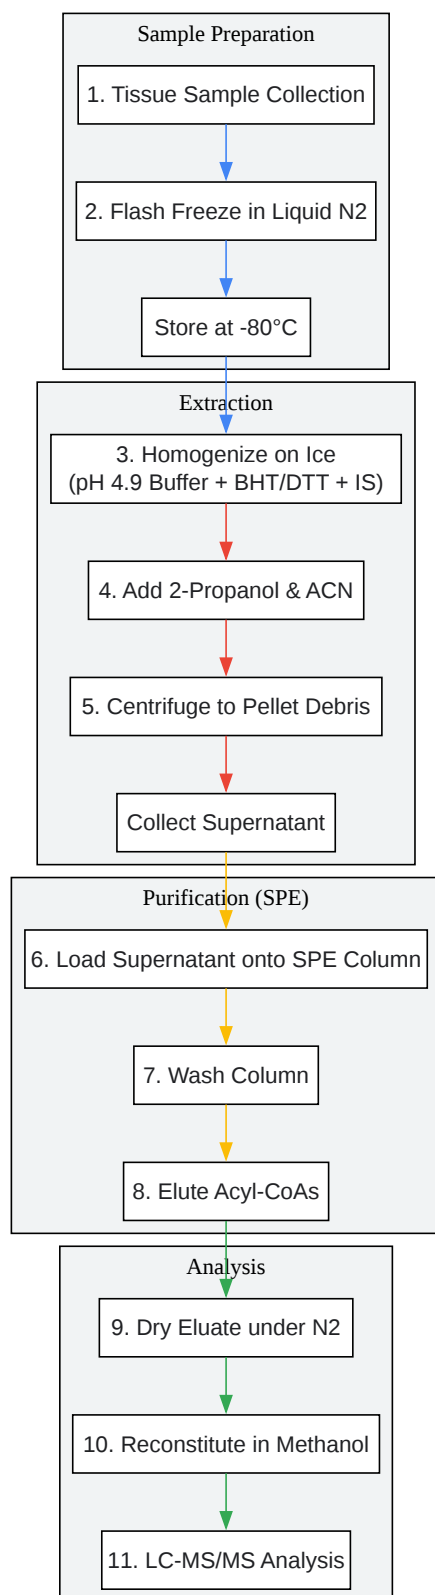 Sample Preparation
1. Tissue Sample Collection
2. Flash Freeze in Liquid N2
Store at -80°C
Extraction
3. Homogenize on Ice
(pH 4.9 Buffer + BHT/DTT + IS)
4. Add 2-Propanol & ACN
5. Centrifuge to Pellet Debris
Collect Supernatant
Purification (SPE)
6. Load Supernatant onto SPE Column
7. Wash Column
8. Elute Acyl-CoAs
Analysis
9. Dry Eluate under N2
10. Reconstitute in Methanol
11. LC-MS/MS Analysis